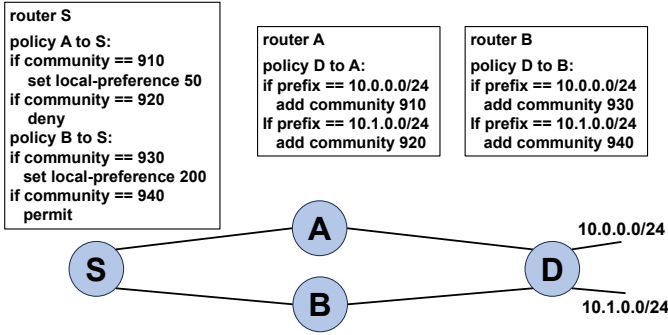 router S
policy A to S:
if community == 910
set local-preference 50
if community == 920
deny
policy B to S:
if community == 930
set local-preference 200
if community == 940
permit
router A
policy D to A:
if prefix == 10.0.0.0/24
add community 910
If prefix == 10.1.0.0/24
add community 920
router B
policy D to B:
if prefix == 10.0.0.0/24
add community 930
If prefix == 10.1.0.0/24
add community 940
A
10.0.0.0/24
S
D
B
10.1.0.0/24